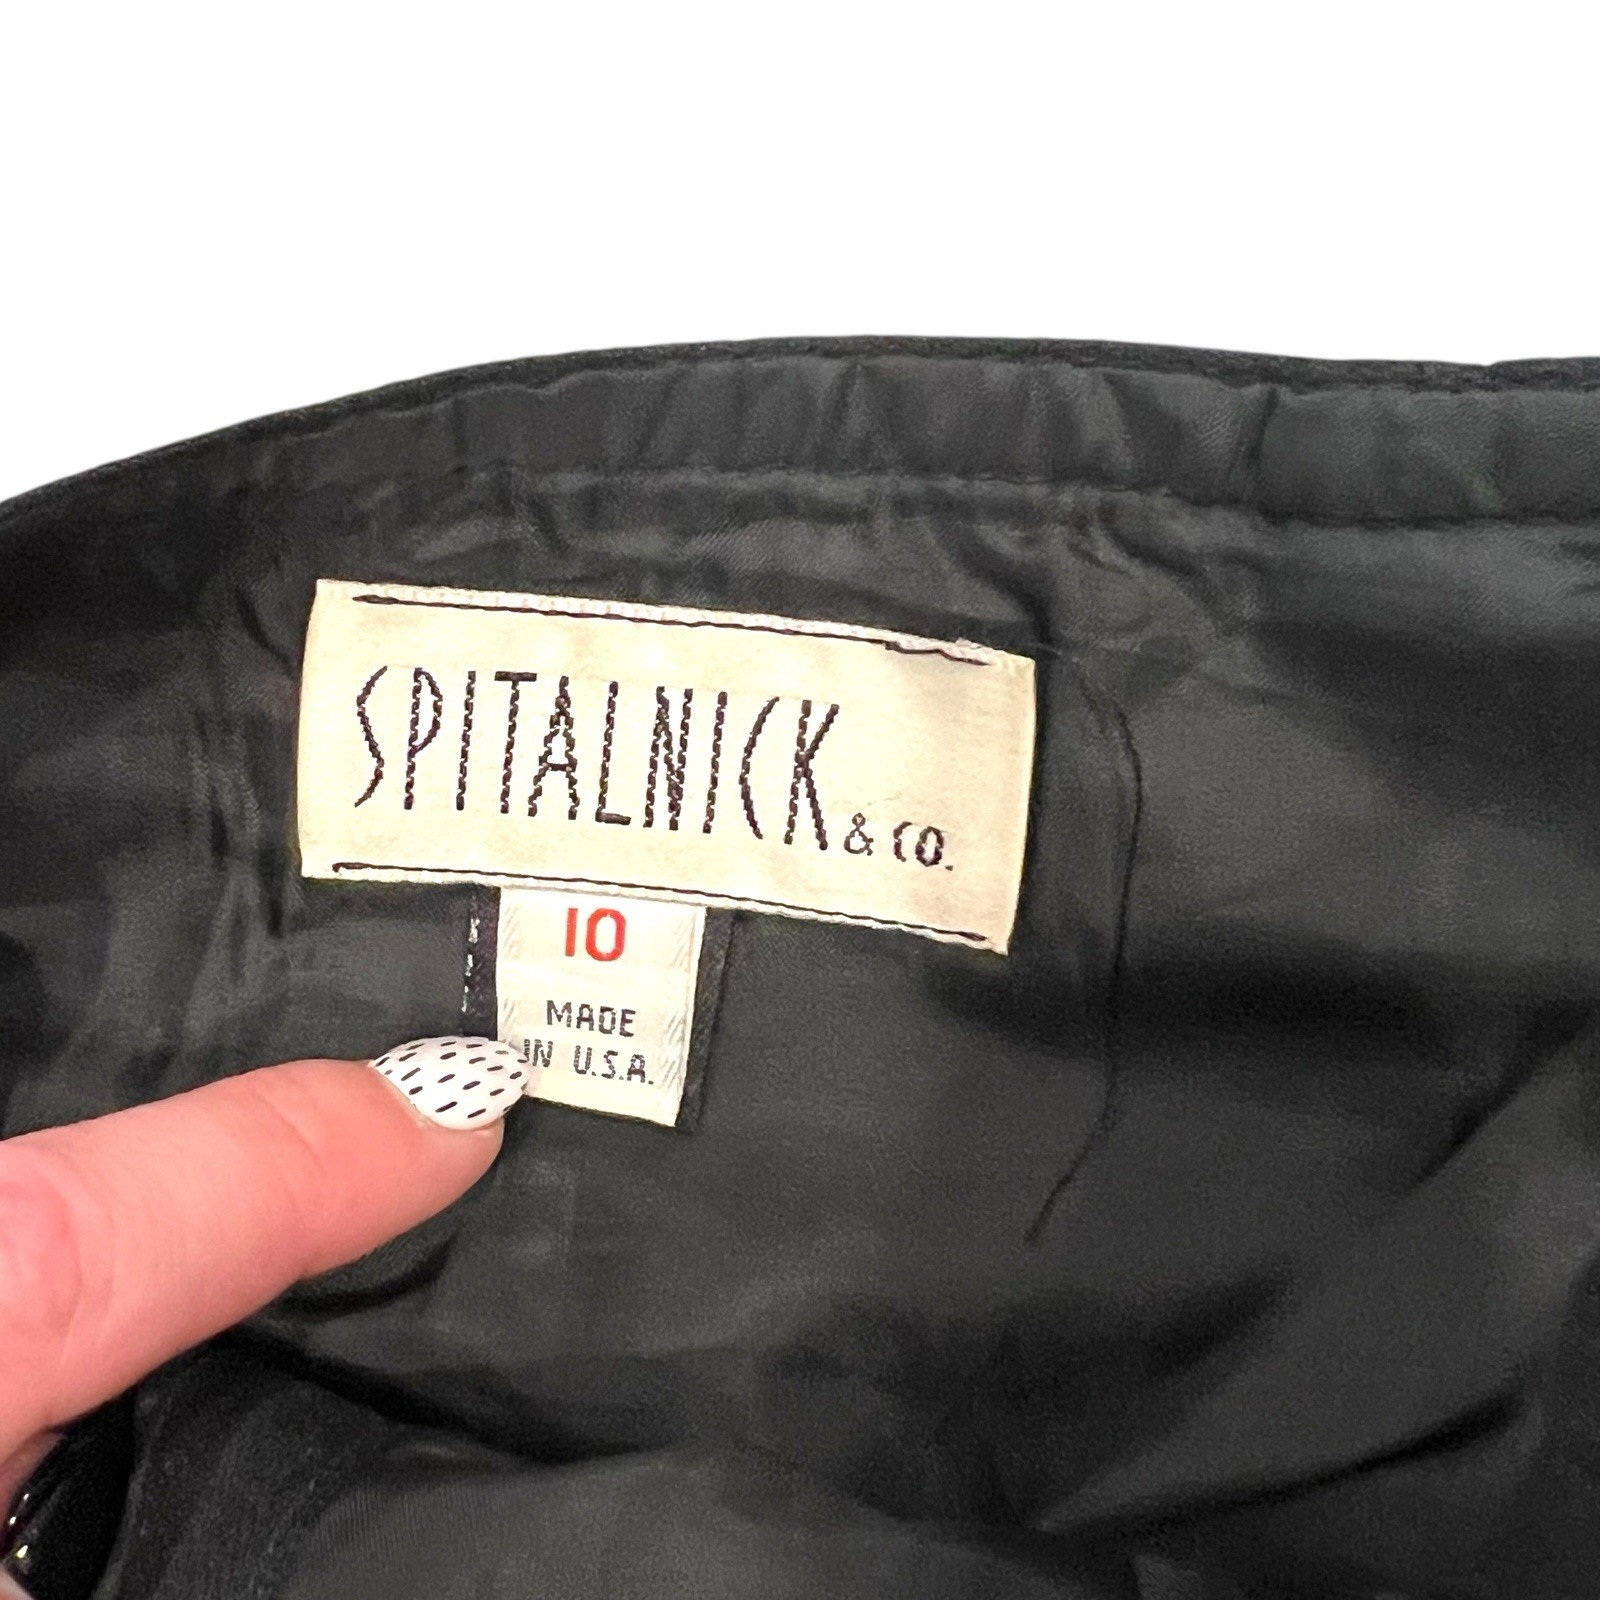 SPITALNICK & CO.
10
MADE
IN U.S.A.